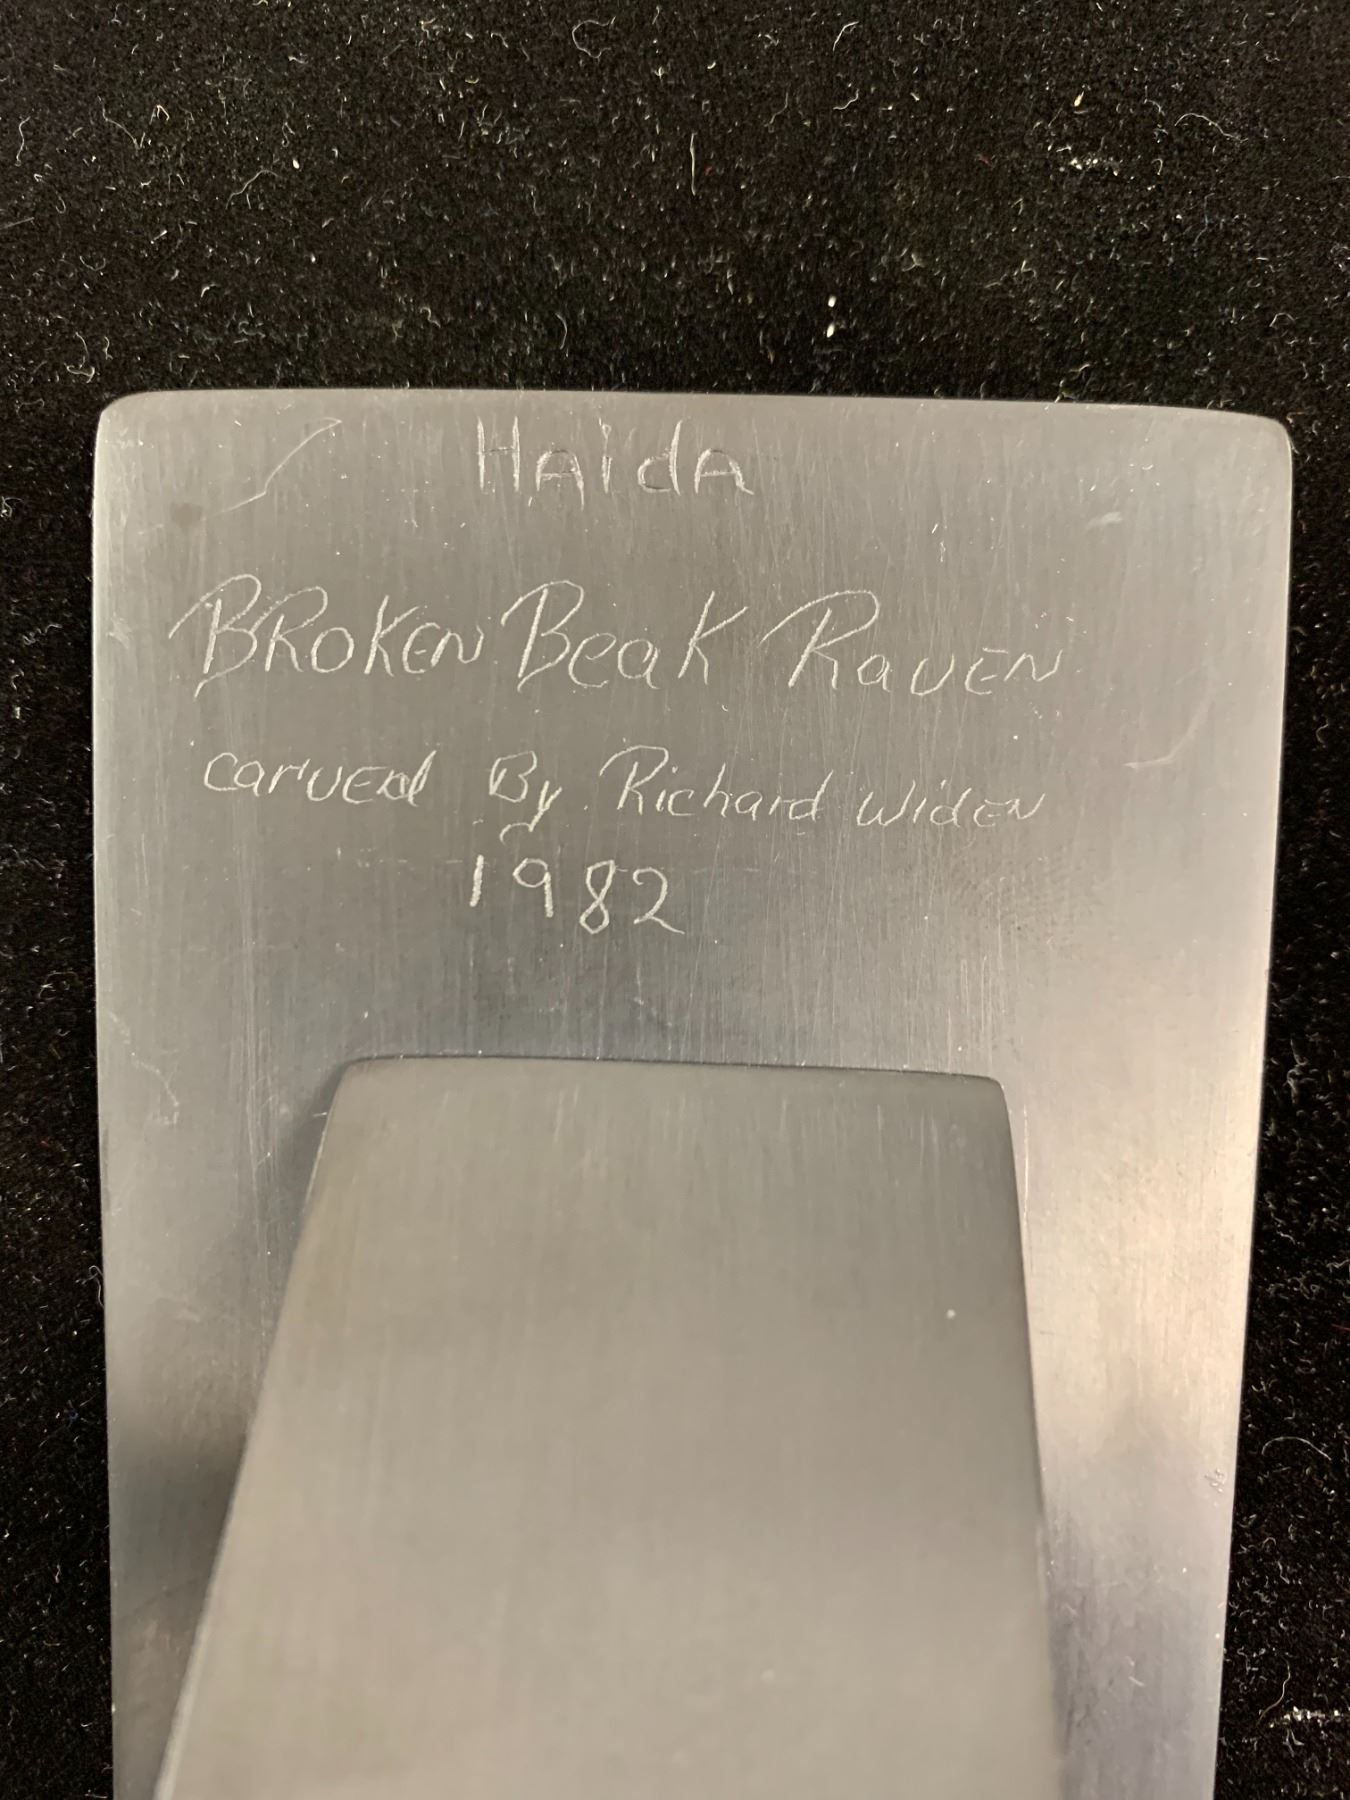 HAidA
BROKEN Beak RavEN
carvEd By Richard WidEN
1982